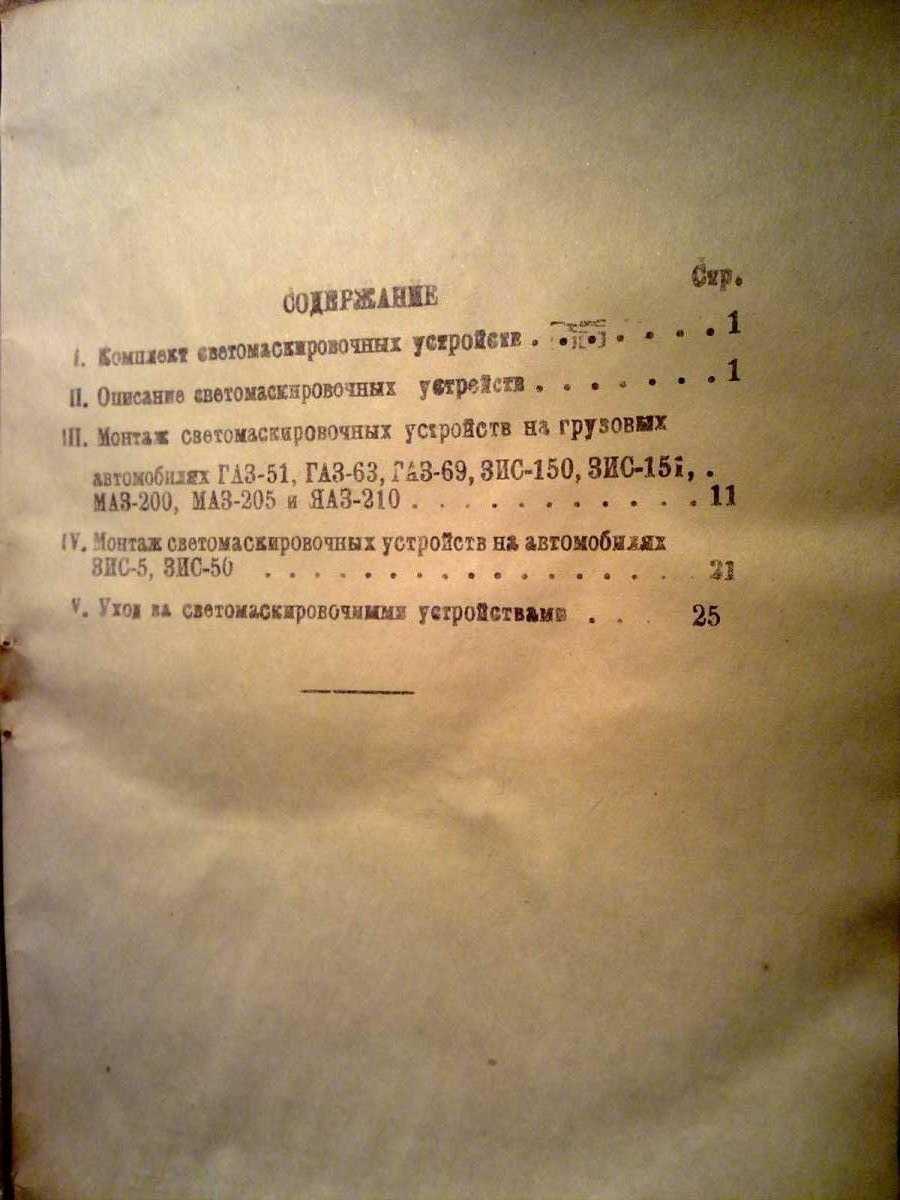 Стр.
СОДЕРЖАНИЕ
I. Комплект светомаскировочных устройств . . . . . . . . 1
II. Описание светомаскировочных устрейств . . . . . . . 1
III. Монтаж светомаскировочных устройств на грузовых
автомобилях ГАЗ-51, ГАЗ-63, ГАЗ-69, ЗИС-150, ЗИС-151, .
МАЗ-200, МАЗ-205 и ЯАЗ-210 . . . . . . . . . . . . 11
IV. Монтаж светомаскировочных устройств на автомобилях
ЗИС-5, ЗИС-50 . . . . . . . . . . . . . . . . 21
V. Уход за светомаскировочными устройствами . . . 25